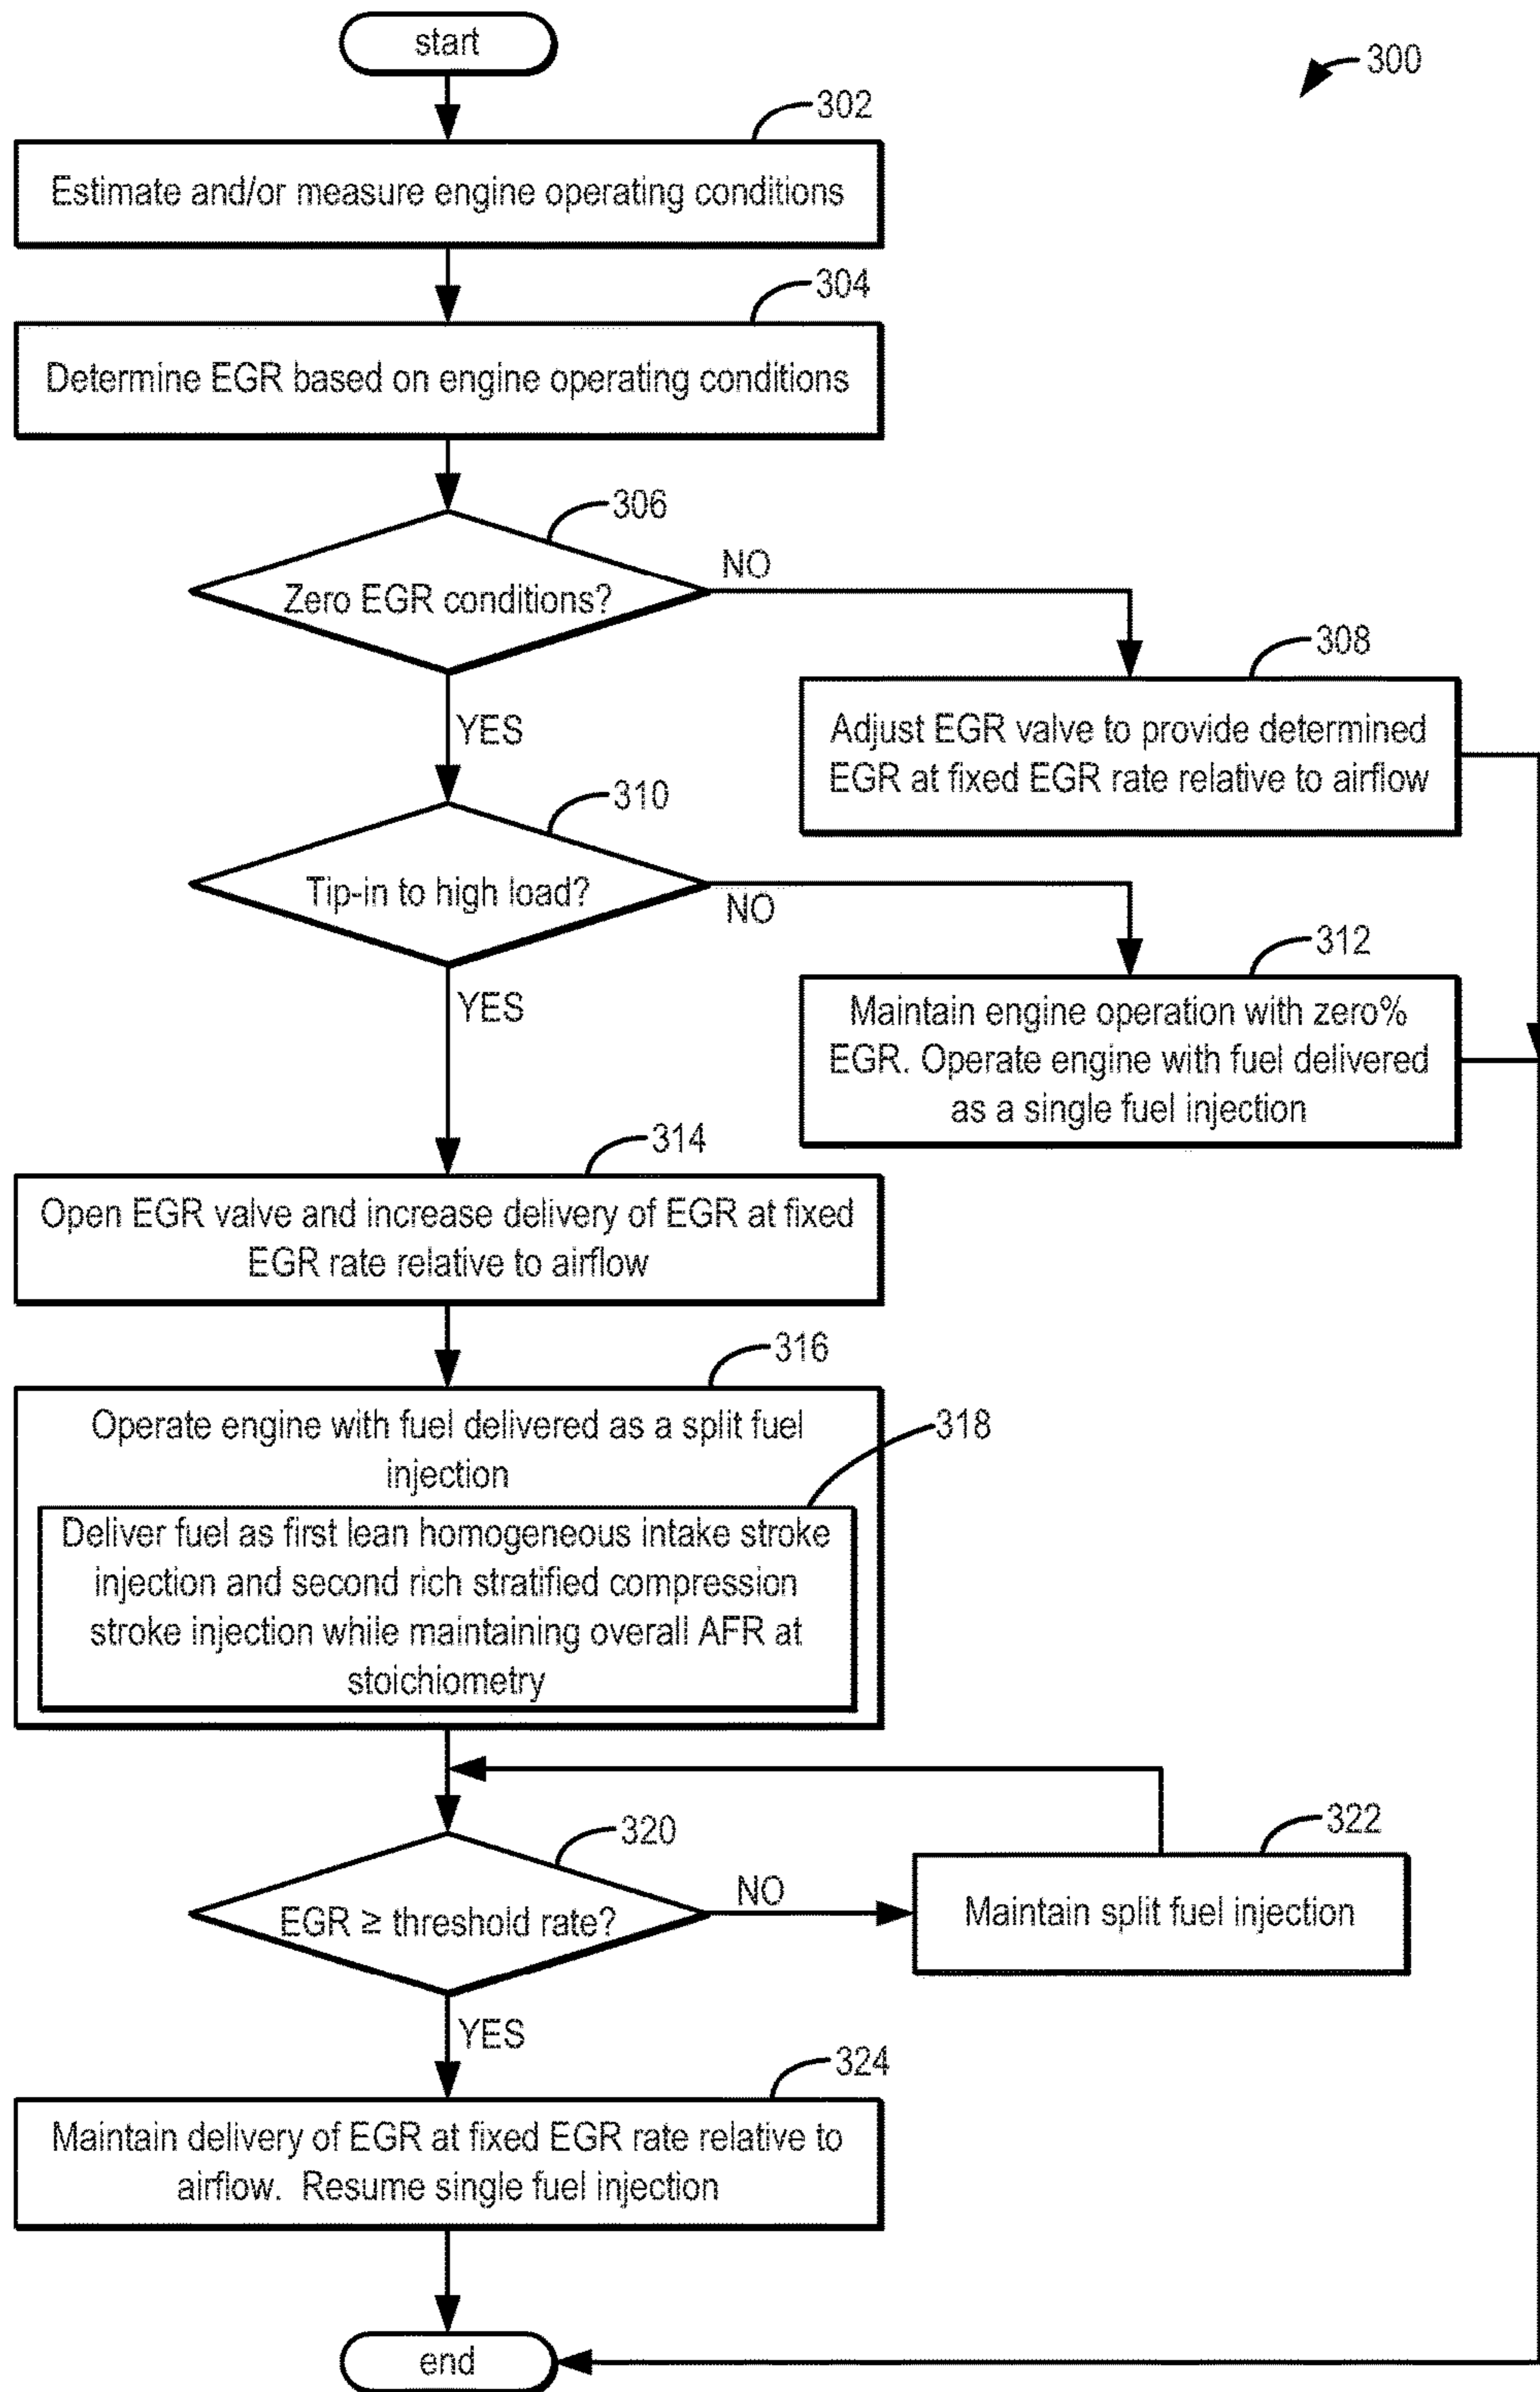 start
300
302
Estimate and/or measure engine operating conditions
304
Determine EGR based on engine operating conditions
306
Zero EGR conditions?
NO
YES
308
Adjust EGR valve to provide determined
EGR at fixed EGR rate relative to airflow
310
Tip-in to high load?
NO
YES
312
Maintain engine operation with zero%
EGR. Operate engine with fuel delivered
as a single fuel injection
314
Open EGR valve and increase delivery of EGR at fixed
EGR rate relative to airflow
316
Operate engine with fuel delivered as a split fuel
injection
318
Deliver fuel as first lean homogeneous intake stroke
injection and second rich stratified compression
stroke injection while maintaining overall AFR at
stoichiometry
320
EGR ≥ threshold rate?
NO
322
Maintain split fuel injection
YES
324
Maintain delivery of EGR at fixed EGR rate relative to
airflow. Resume single fuel injection
end